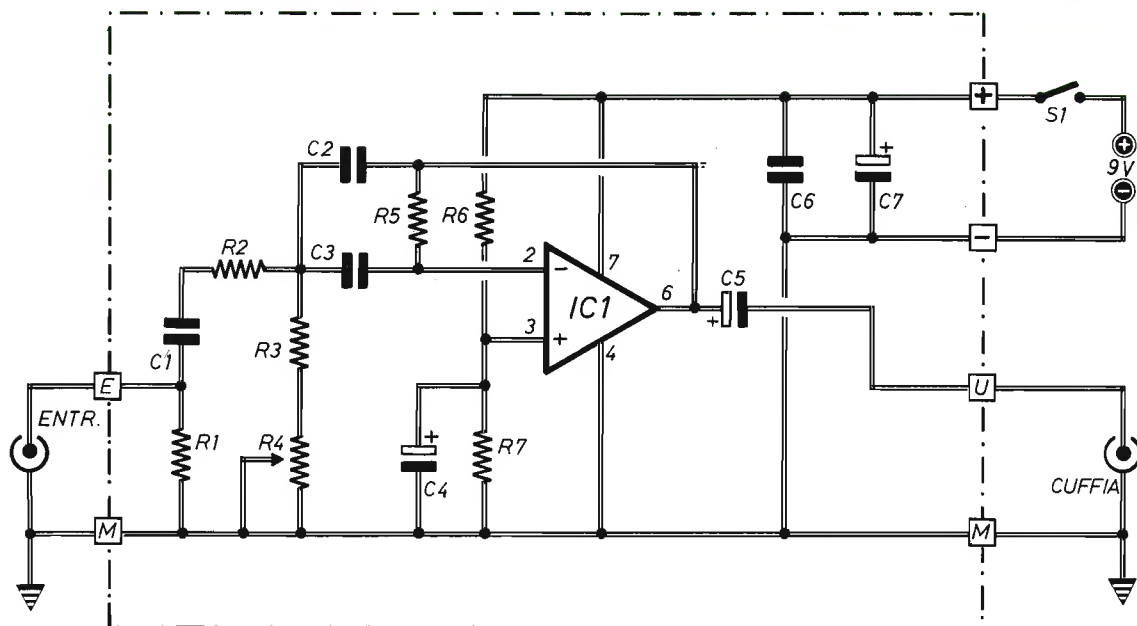 +
S1
C2
+
9V
C6
C7
R5
R6
R2
C3
2
-
7
IC1
6
C5
+
3
+
4
C1
R3
E
ENTR.
R1
R4
+
C4
R7
U
CUFFIA
M
M
-
+
-